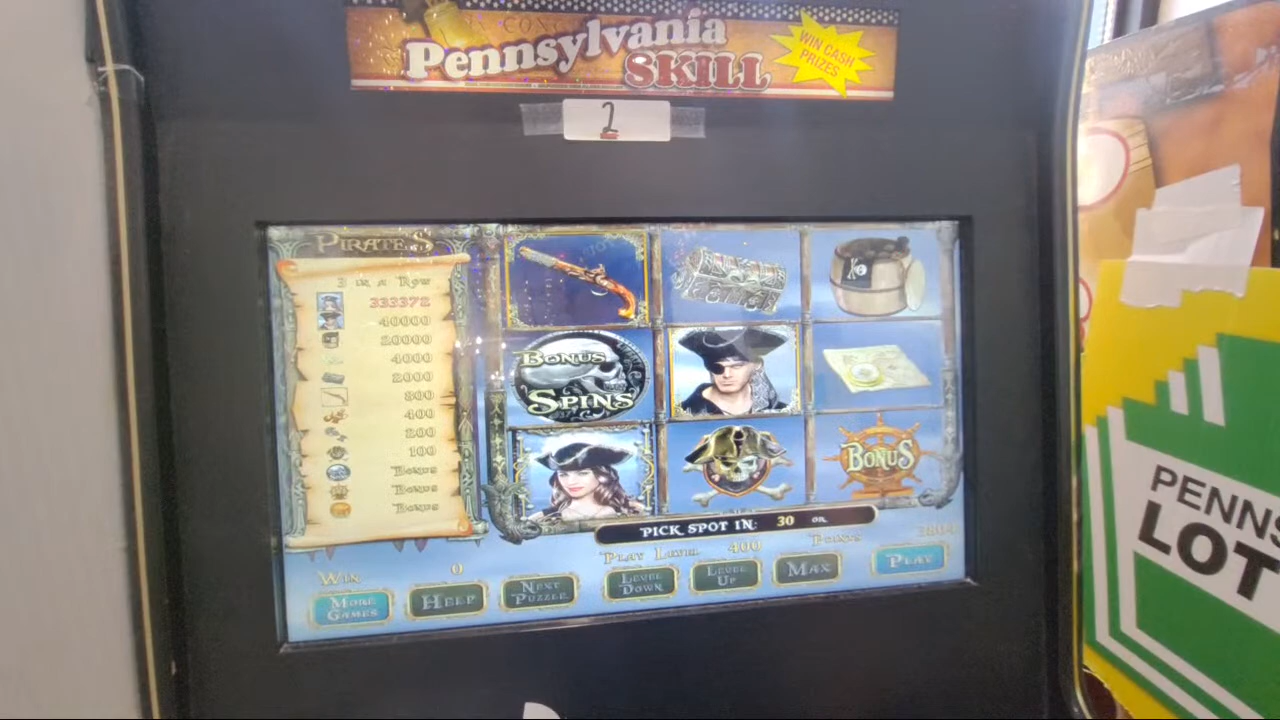 Pennsylvania
SKILL
WIN CASH
PRIZES
2
PIRATES
3 IN A ROW
333372
40000
20000
4000
2000
800
400
200
100
BONUS
BONUS
BONUS
BONUS
SPINS
BONUS
PICK SPOT IN: 30 OR
PLAY LEVEL 400 POINTS
WIN 0
MORE
GAMES
HELP
NEXT
PUZZLE
LEVEL
DOWN
LEVEL
UP
MAX
PLAY
PENNS
LOT